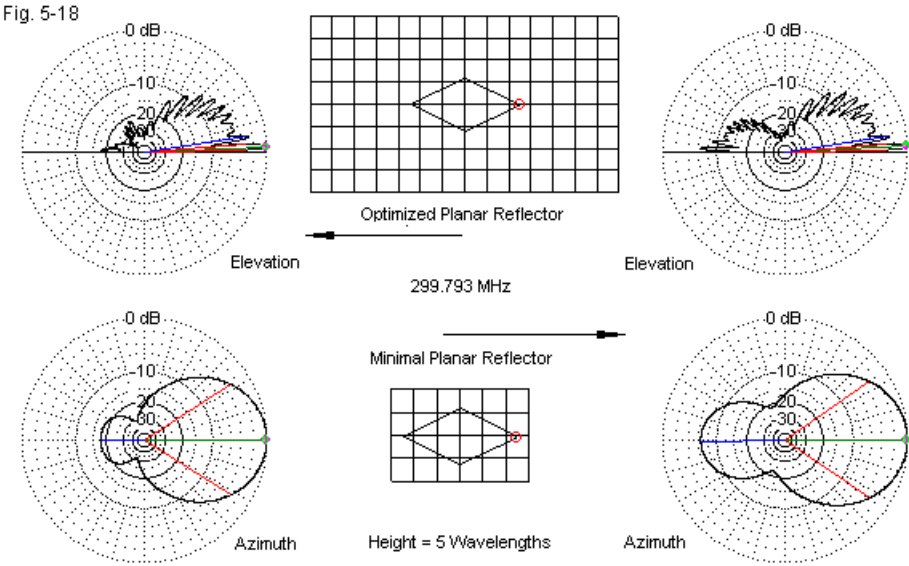 Fig. 5-18
0 dB
-10
-20
-30
0 dB
-10
-20
-30
Optimized Planar Reflector
Elevation
Elevation
299.793 MHz
0 dB
-10
-20
-30
0 dB
-10
-20
-30
Minimal Planar Reflector
Azimuth
Height = 5 Wavelengths
Azimuth